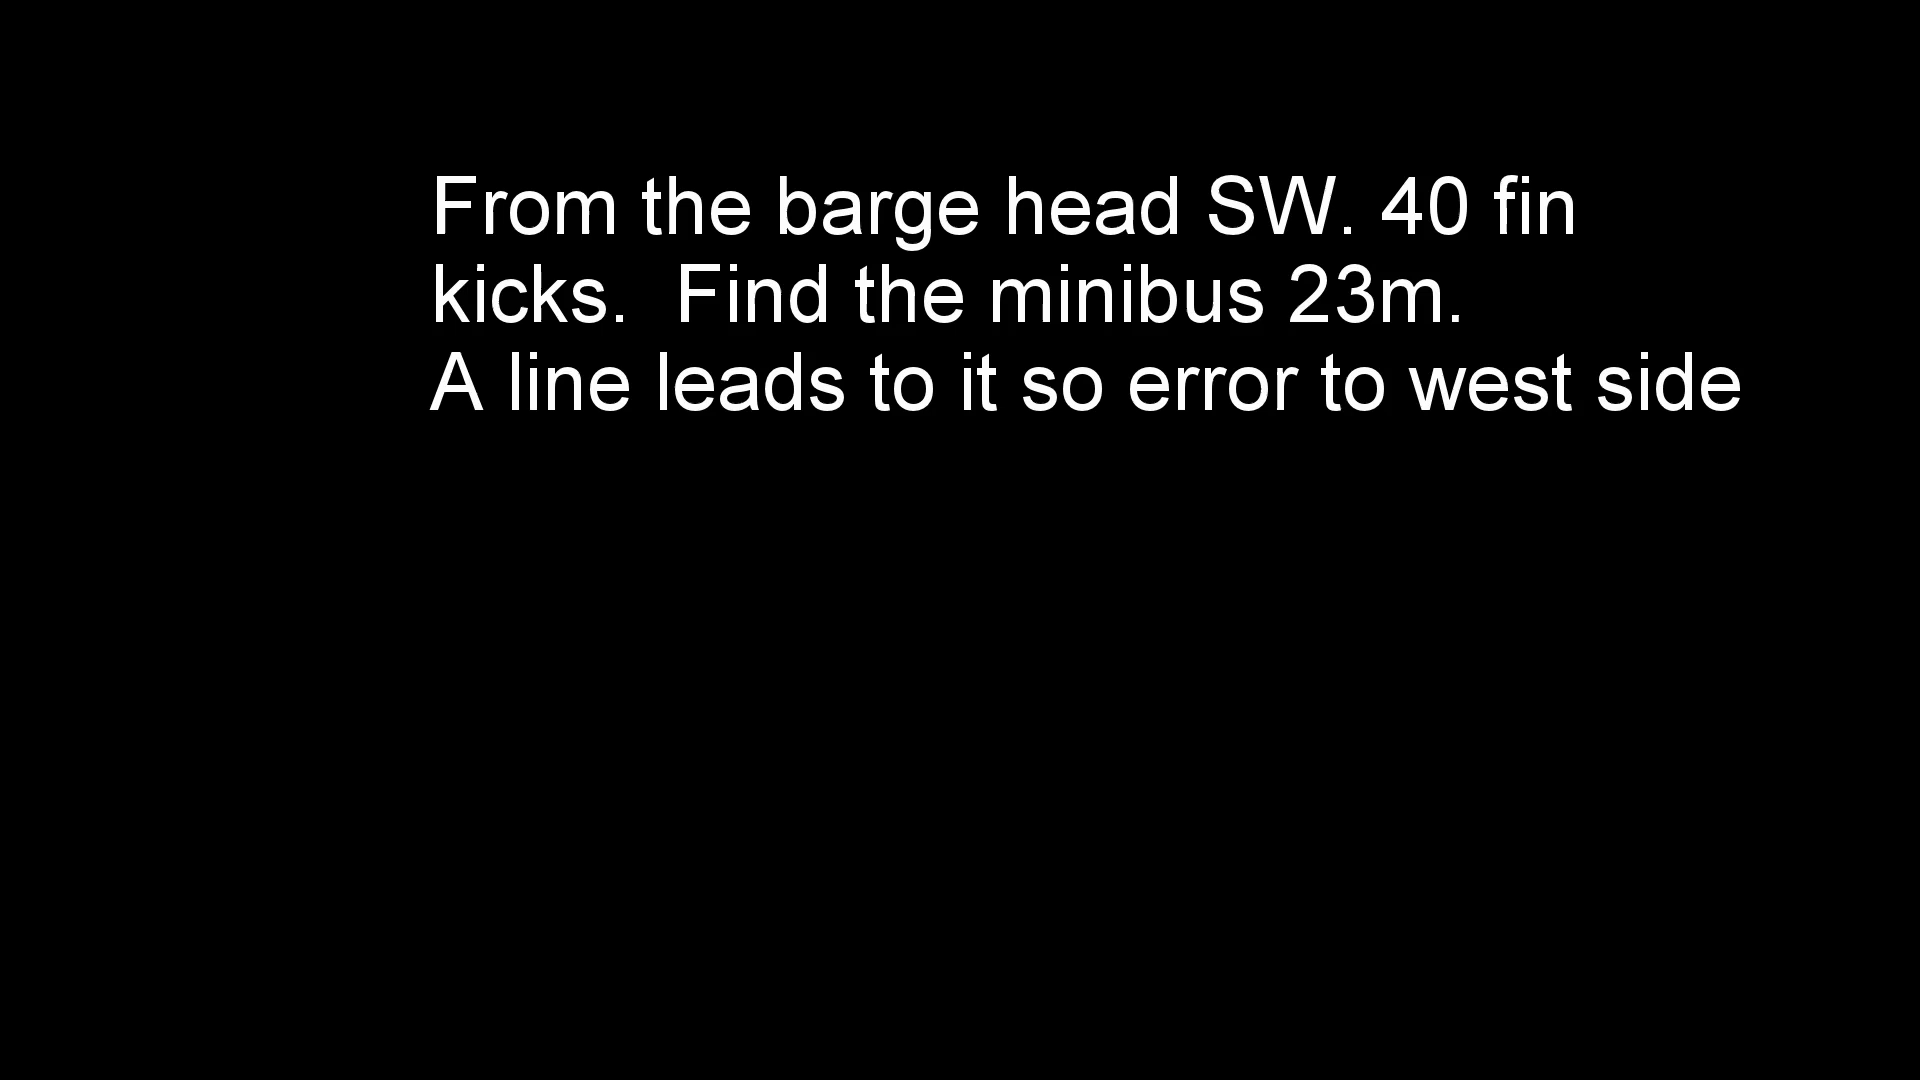 From the barge head SW. 40 fin
kicks.  Find the minibus 23m.
A line leads to it so error to west side